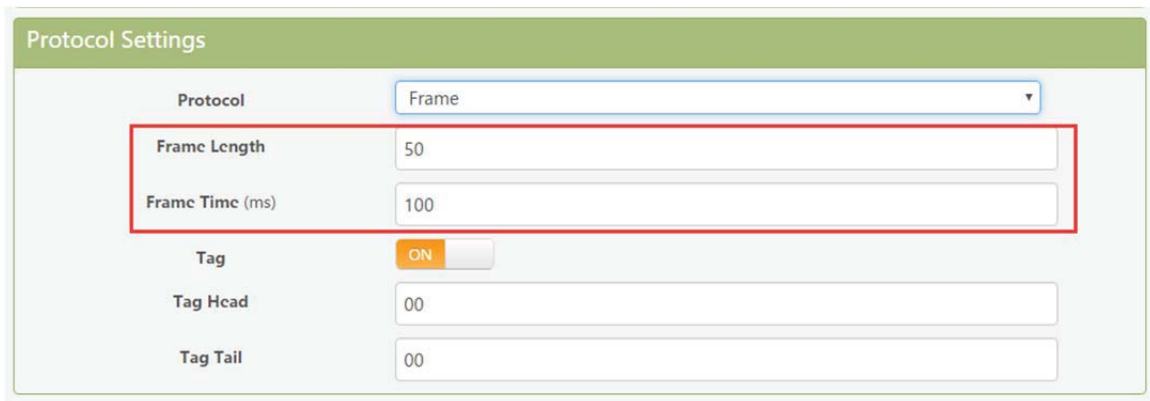 Protocol Settings
Protocol Frame
Frame Length 50
Frame Time (ms) 100
Tag ON
Tag Head 00
Tag Tail 00